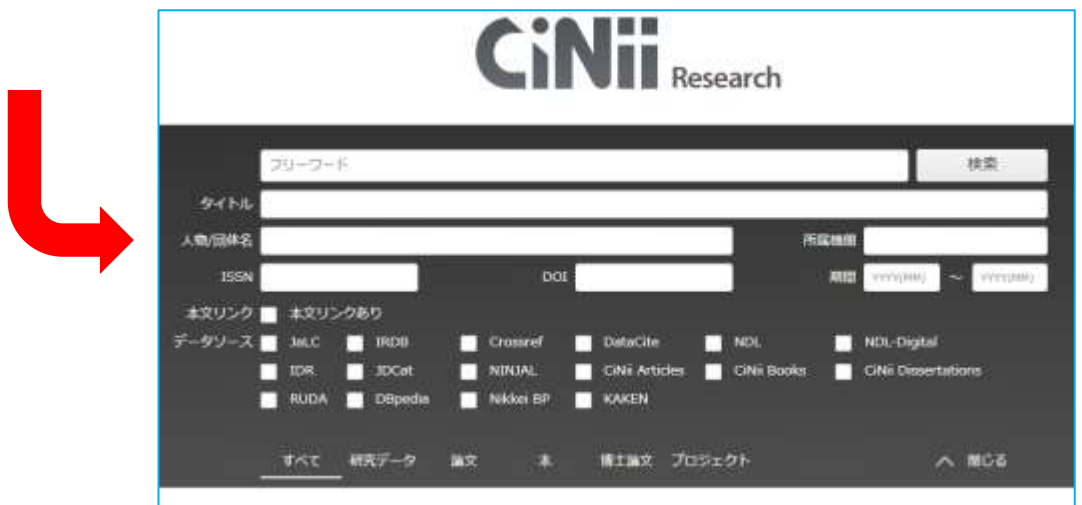 CiNii Research
フリーワード 検索
タイトル
人物/団体名 所属機関
ISSN DOI 期間 YYYY(MM) ～ YYYY(MM)
本文リンク 本文リンクあり
データソース JaLC IRDB Crossref DataCite NDL NDL-Digital
IDR JDCat NINJAL CiNii Articles CiNii Books CiNii Dissertations
RUDA DBpedia Nikkei BP KAKEN
すべて 研究データ 論文 本 博士論文 プロジェクト へ 閉じる